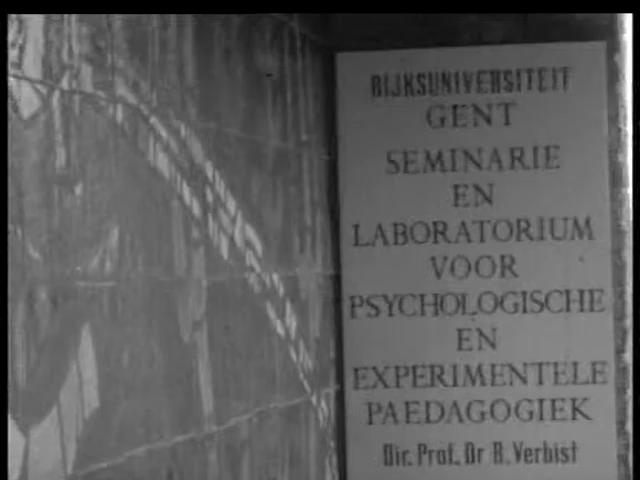 RIJKSUNIVERSITEIT
GENT
SEMINARIE
EN
LABORATORIUM
VOOR
PSYCHOLOGISCHE
EN
EXPERIMENTELE
PAEDAGOGIEK
Dir. Prof. Dr R. Verbist